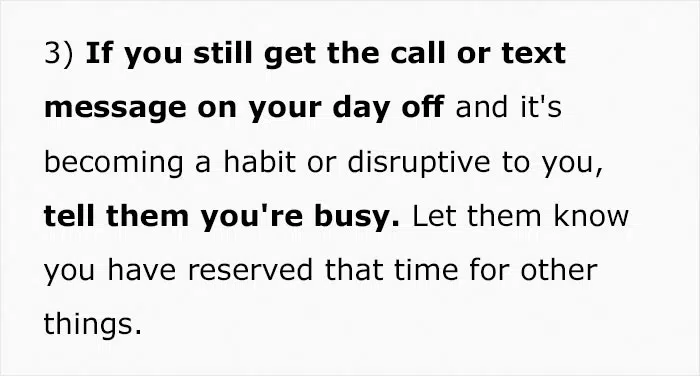 3) If you still get the call or text
message on your day off and it's
becoming a habit or disruptive to you,
tell them you're busy. Let them know
you have reserved that time for other
things.